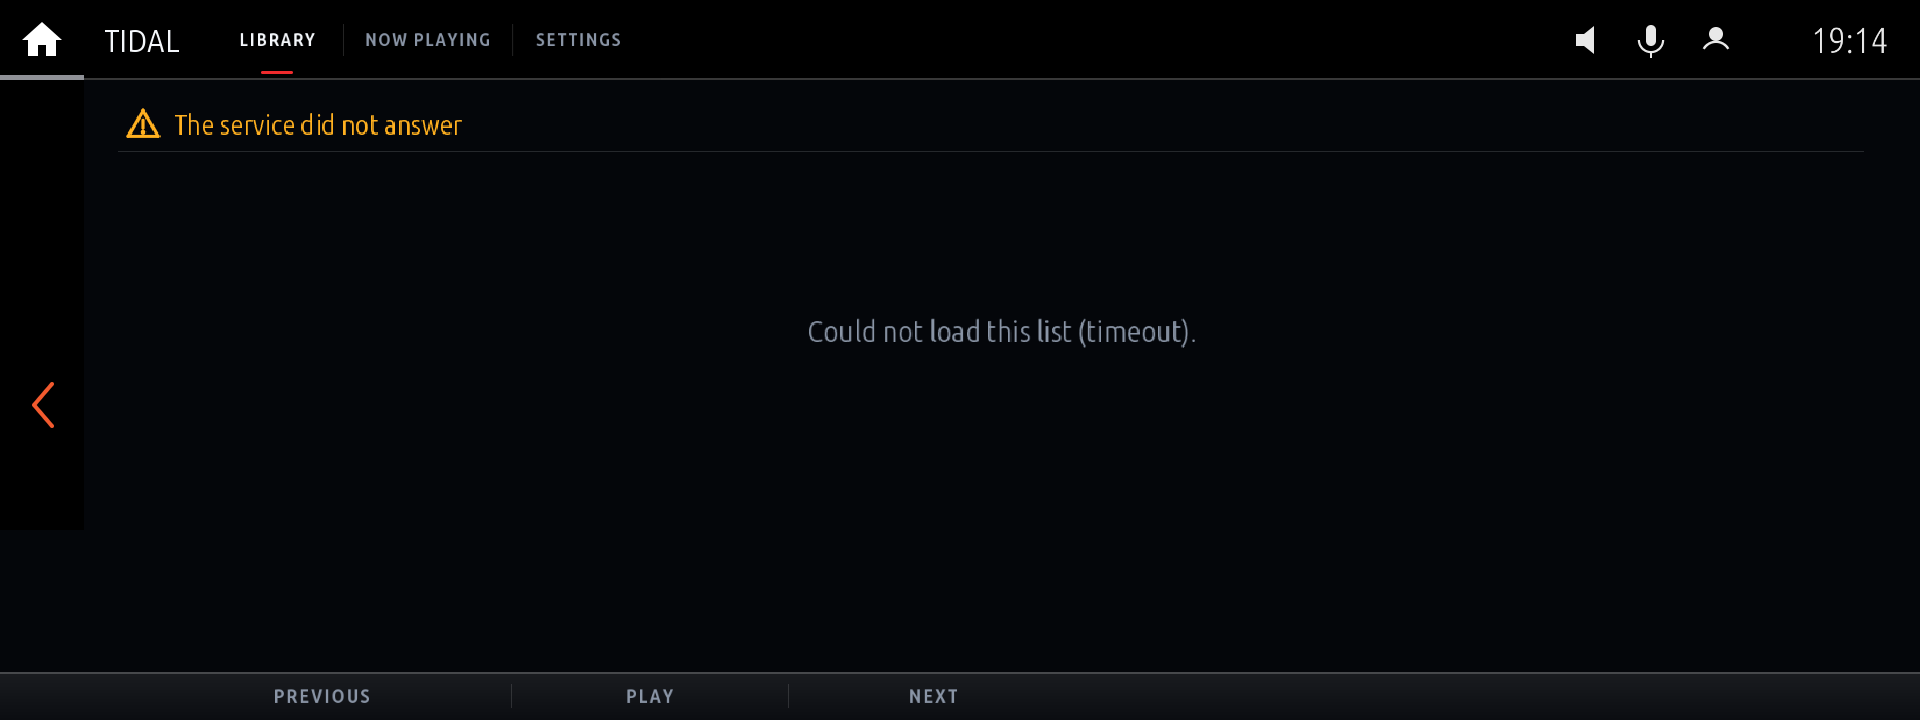 TIDAL LIBRARY NOW PLAYING SETTINGS 19:14
The service did not answer
Could not load this list (timeout).
PREVIOUS PLAY NEXT